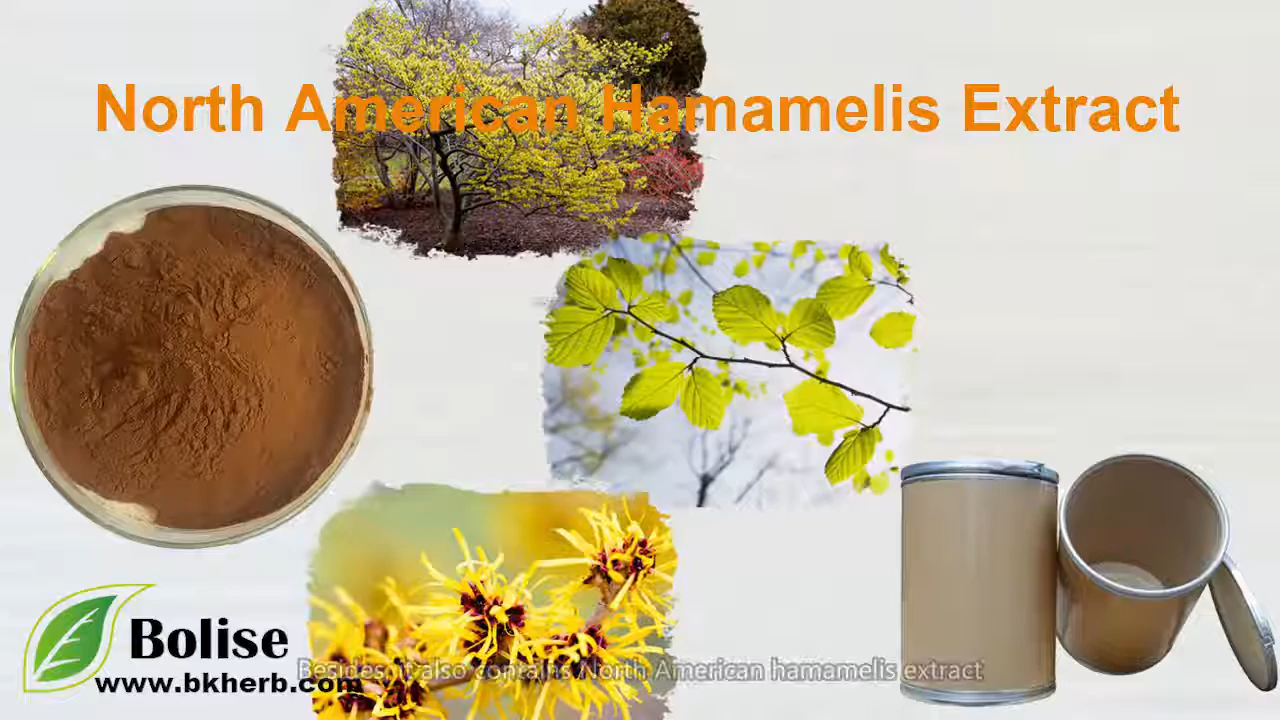 North American Hamamelis Extract
Bolise
Besides, it also contains North American hamamelis extract
www.bkherb.com